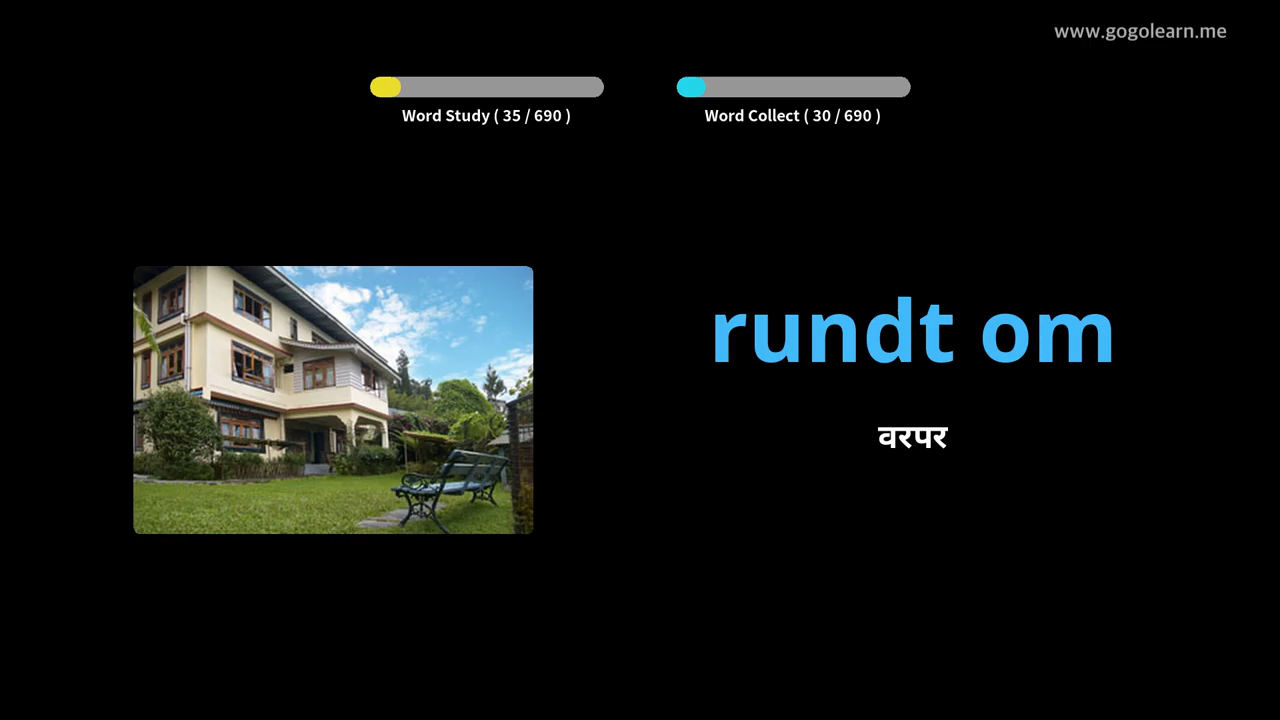 www.gogolearn.me
Word Study ( 35 / 690 )
Word Collect ( 30 / 690 )
rundt om
वरपर